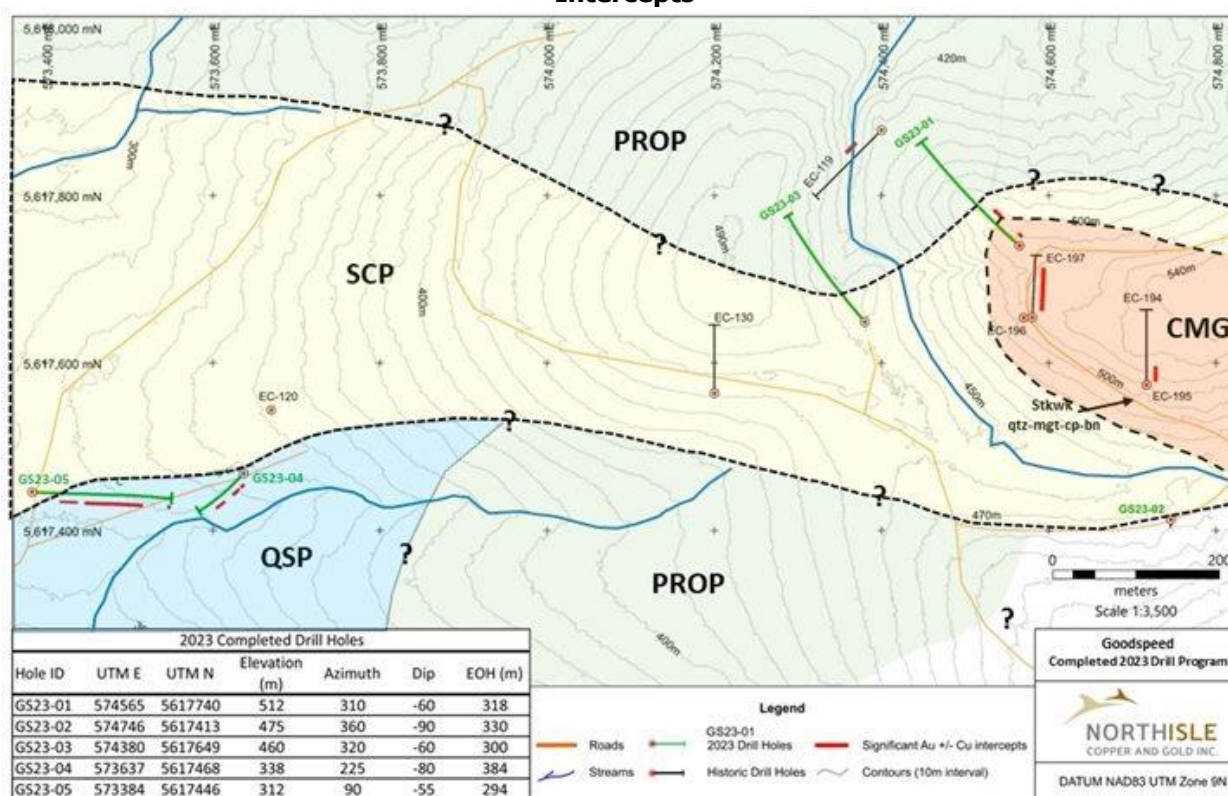 Intercepts
5,618,000 mN
573,400 mE
573,600 mE
573,800 mE
574,000 mE
574,200 mE
574,400 mE
574,600 mE
574,800 mE
420m
GS23-01
EC-119
PROP
300m
?
?
?
5,617,800 mN
GS23-03
490m
?
500m
SCP
EC-197
540m
400m
EC-194
EC-130
EC-196
CMG
5,617,600 mN
500m
EC-195
EC-120
450m
Stkwk
qtz-mgt-cp-bn
?
GS23-05
GS23-04
?
470m
GS23-02
5,617,400 mN
QSP
?
PROP
0 200
meters
Scale 1:3,500
?
400m
2023 Completed Drill Holes
Hole ID UTM E UTM N Elevation (m) Azimuth Dip EOH (m)
GS23-01 574565 5617740 512 310 -60 318
GS23-02 574746 5617413 475 360 -90 330
GS23-03 574380 5617649 460 320 -60 300
GS23-04 573637 5617468 338 225 -80 384
GS23-05 573384 5617446 312 90 -55 294
Legend
Roads
GS23-01
2023 Drill Holes
Significant Au +/- Cu intercepts
Streams
Historic Drill Holes
Contours (10m interval)
Goodspeed
Completed 2023 Drill Program
NORTHISLE
COPPER AND GOLD INC.
DATUM NAD83 UTM Zone 9N